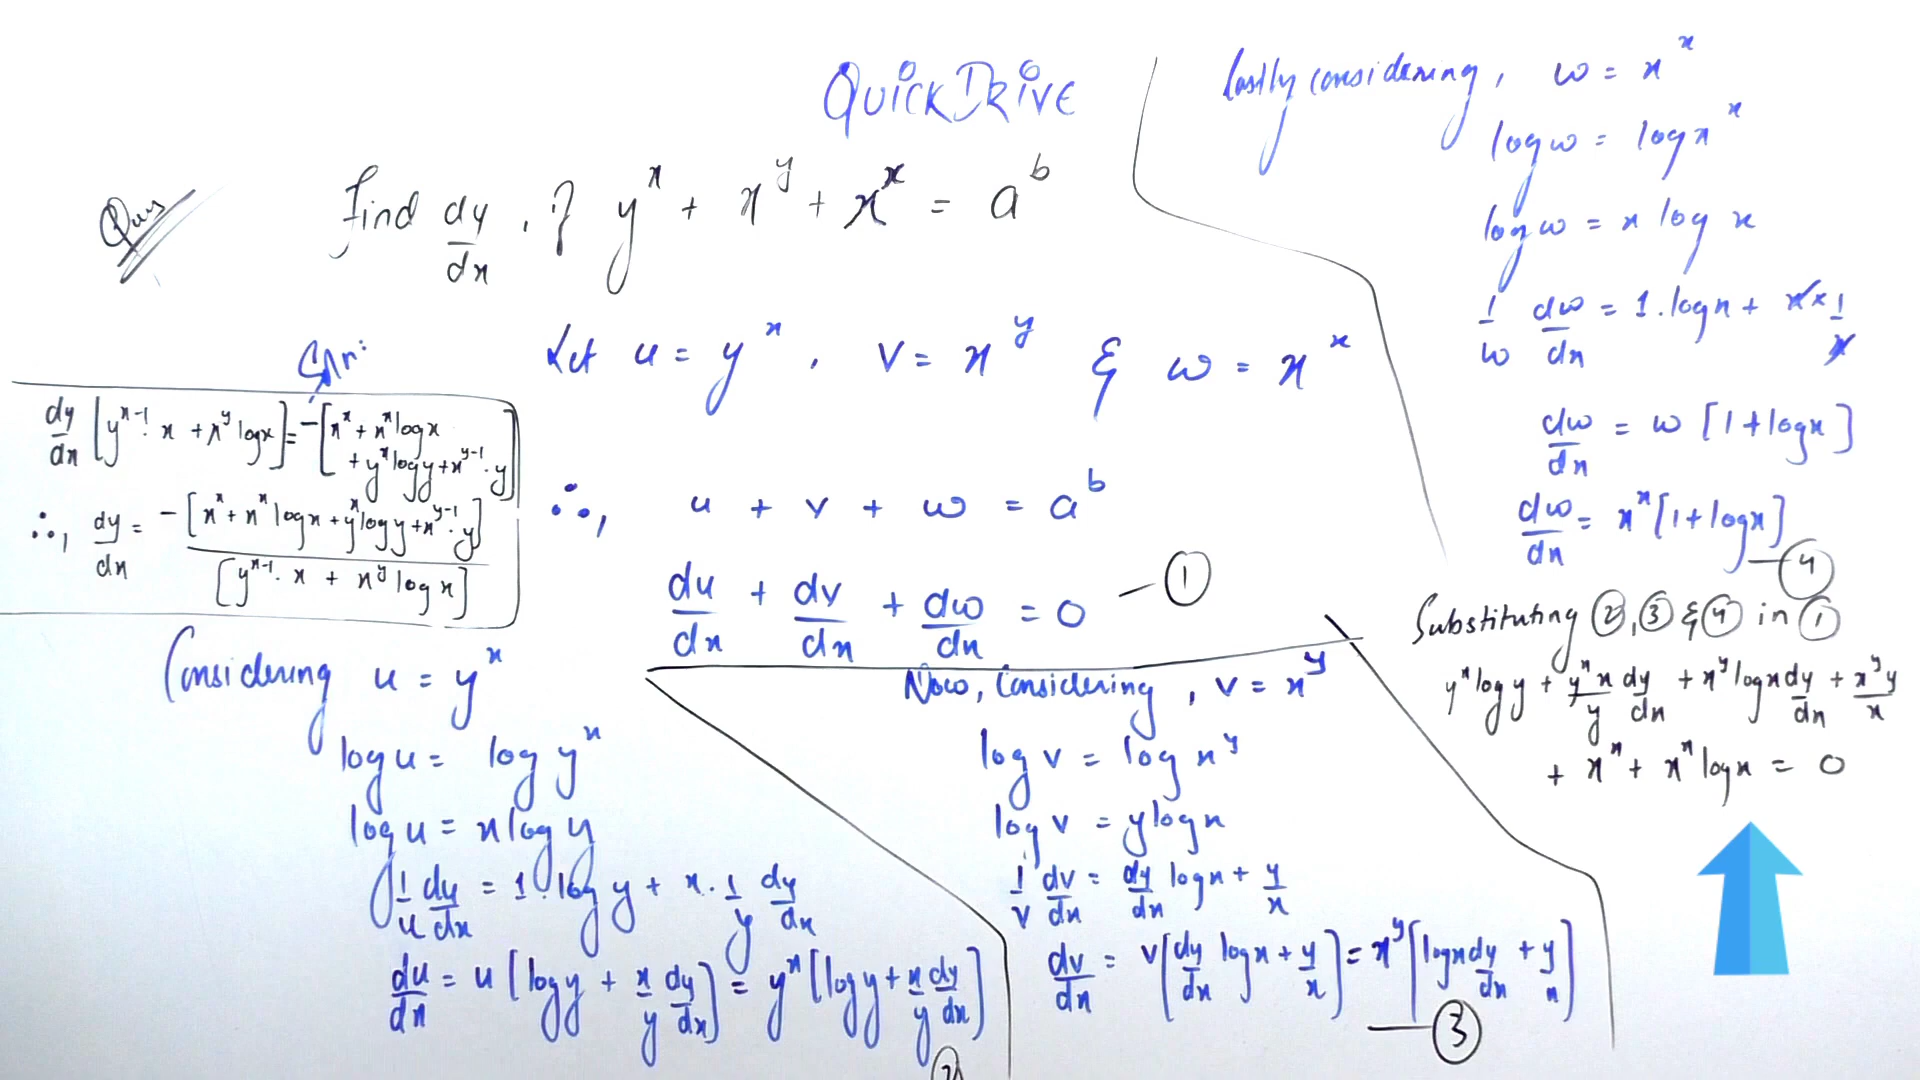 QUICKDRIVE
Ques
Find dy/dx, if y^x + x^y + x^x = a^b
Soln:
Let u = y^x, v = x^y & w = x^x
∴, u + v + w = a^b
du/dx + dv/dx + dw/dx = 0 — ①
Considering u = y^x
log u = log y^x
log u = x log y
1/u dy/dx = 1. log y + x. 1/y dy/dx
du/dx = u [log y + x/y dy/dx] = y^x [log y + x/y dy/dx]
②
Now, Considering, v = x^y
log v = log x^y
log v = y log x
1/v dv/dx = dy/dx log x + y/x
dv/dx = v [dy/dx log x + y/x] = x^y [log x dy/dx + y/x]
— ③
Lastly considering, w = x^x
log w = log x^x
log w = x log x
1/w dw/dx = 1. log x + x × 1/x
dw/dx = w [1 + log x]
dw/dx = x^x [1 + log x]
— ④
Substituting ②, ③ & ④ in ①
y^x log y + y^x x/y dy/dx + x^y log x dy/dx + x^y y/x
+ x^x + x^x log x = 0
dy/dx [y^x-1 . x + x^y log x] = -[x^x + x^x log x
+ y^x log y + x^y-1 . y]
∴, dy/dx = -[x^x + x^x log x + y^x log y + x^y-1 . y]
[y^x-1 . x + x^y log x]